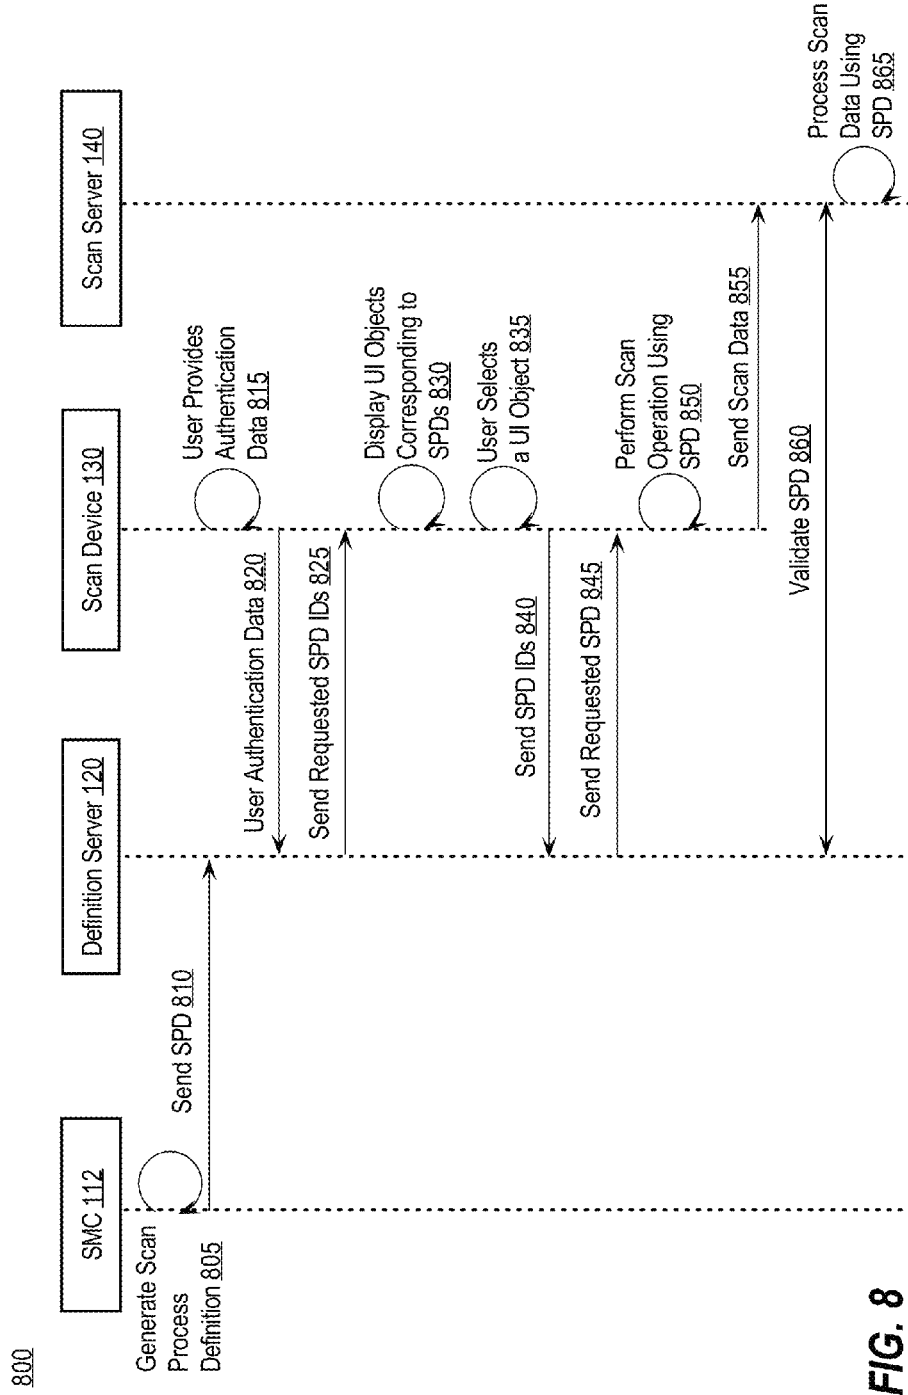 800
SMC 112
Definition Server 120
Scan Device 130
Scan Server 140
Generate Scan
Process
Definition 805
Send SPD 810
User Provides
Authentication
Data 815
User Authentication Data 820
Send Requested SPD IDs 825
Display UI Objects
Corresponding to
SPDs 830
User Selects
a UI Object 835
Send SPD IDs 840
Send Requested SPD 845
Perform Scan
Operation Using
SPD 850
Send Scan Data 855
Validate SPD 860
Process Scan
Data Using
SPD 865
FIG. 8